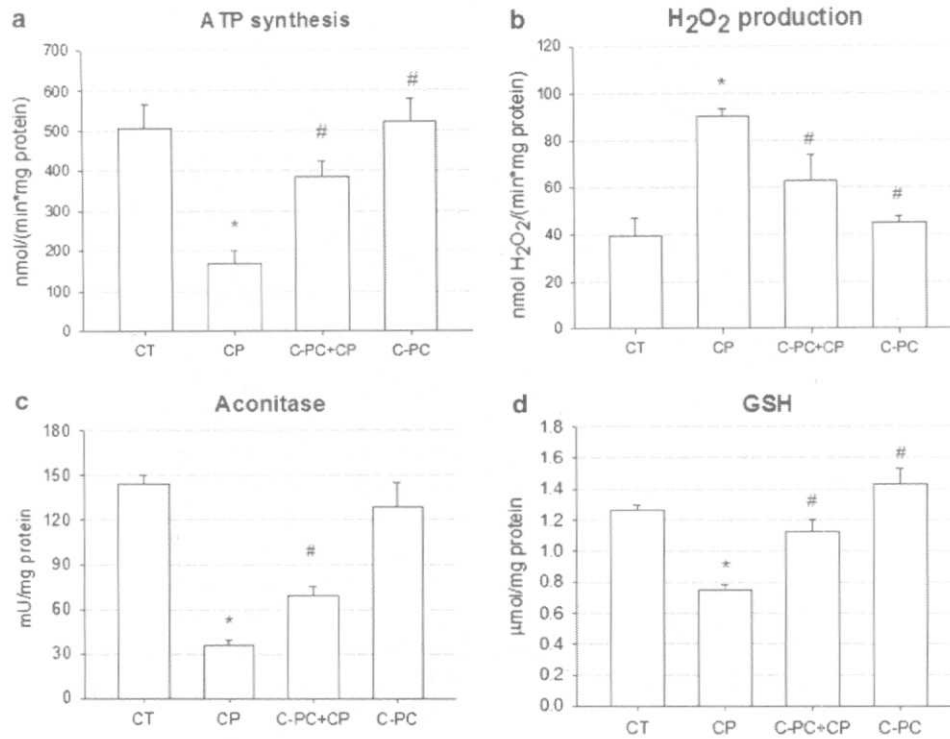 a
ATP synthesis
nmol/(min*mg protein)
700
600
500
400
300
200
100
0
*
#
#
CT CP C-PC+CP C-PC
b
H₂O₂ production
nmol H₂O₂/(min*mg protein)
120
100
80
60
40
20
0
*
#
#
CT CP C-PC+CP C-PC
c
Aconitase
mU/mg protein
180
150
120
90
60
30
0
*
#
CT CP C-PC+CP C-PC
d
GSH
µmol/mg protein
1.8
1.6
1.4
1.2
1.0
0.8
0.6
0.4
0.2
0.0
*
#
#
CT CP C-PC+CP C-PC